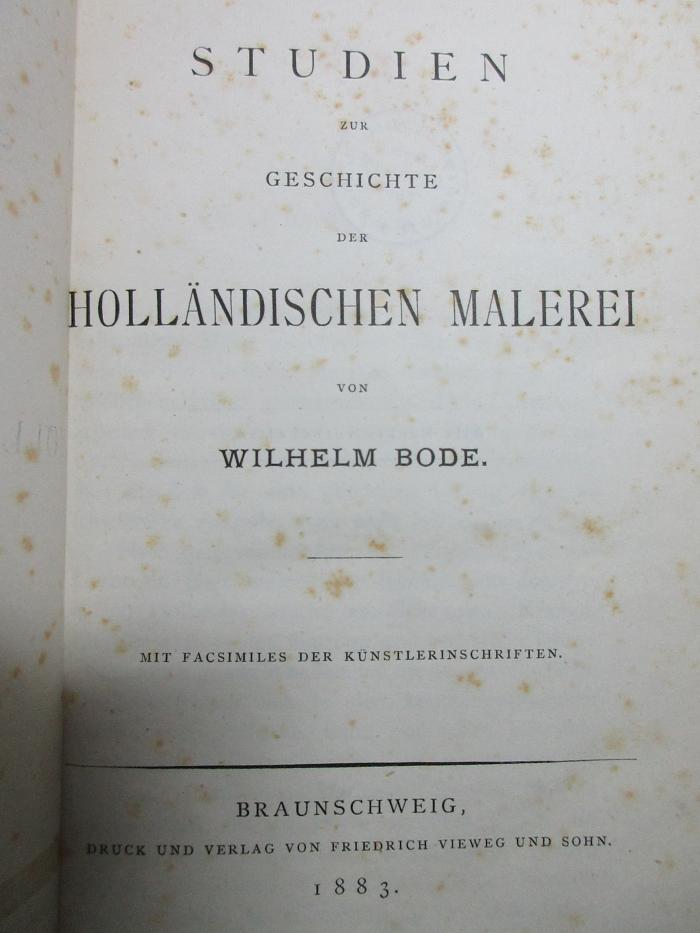 STUDIEN
ZUR
GESCHICHTE
DER
HOLLÄNDISCHEN MALEREI
VON
WILHELM BODE.
MIT FACSIMILES DER KÜNSTLERINSCHRIFTEN.
BRAUNSCHWEIG,
DRUCK UND VERLAG VON FRIEDRICH VIEWEG UND SOHN.
1883.